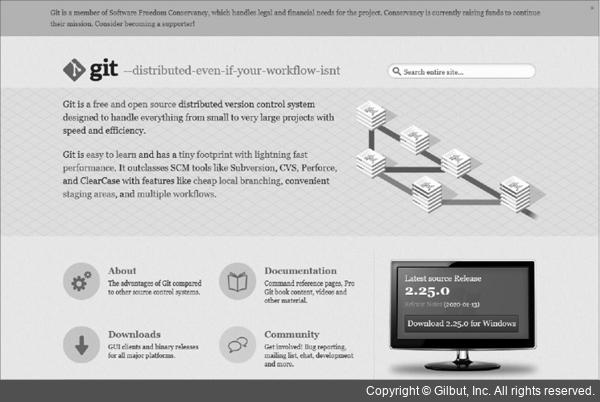 Git is a member of Software Freedom Conservancy, which handles legal and financial needs for the project. Conservancy is currently raising funds to continue
their mission. Consider becoming a supporter!
git --distributed-even-if-your-workflow-isnt
Search entire site...
Git is a free and open source distributed version control system
designed to handle everything from small to very large projects with
speed and efficiency.
Git is easy to learn and has a tiny footprint with lightning fast
performance. It outclasses SCM tools like Subversion, CVS, Perforce,
and ClearCase with features like cheap local branching, convenient
staging areas, and multiple workflows.
About
The advantages of Git compared
to other source control systems.
Documentation
Command reference pages, Pro
Git book content, videos and
other material.
Downloads
GUI clients and binary releases
for all major platforms.
Community
Get involved! Bug reporting,
mailing list, chat, development
and more.
Latest source Release
2.25.0
Release Notes (2020-01-13)
Download 2.25.0 for Windows
Copyright © Gilbut, Inc. All rights reserved.